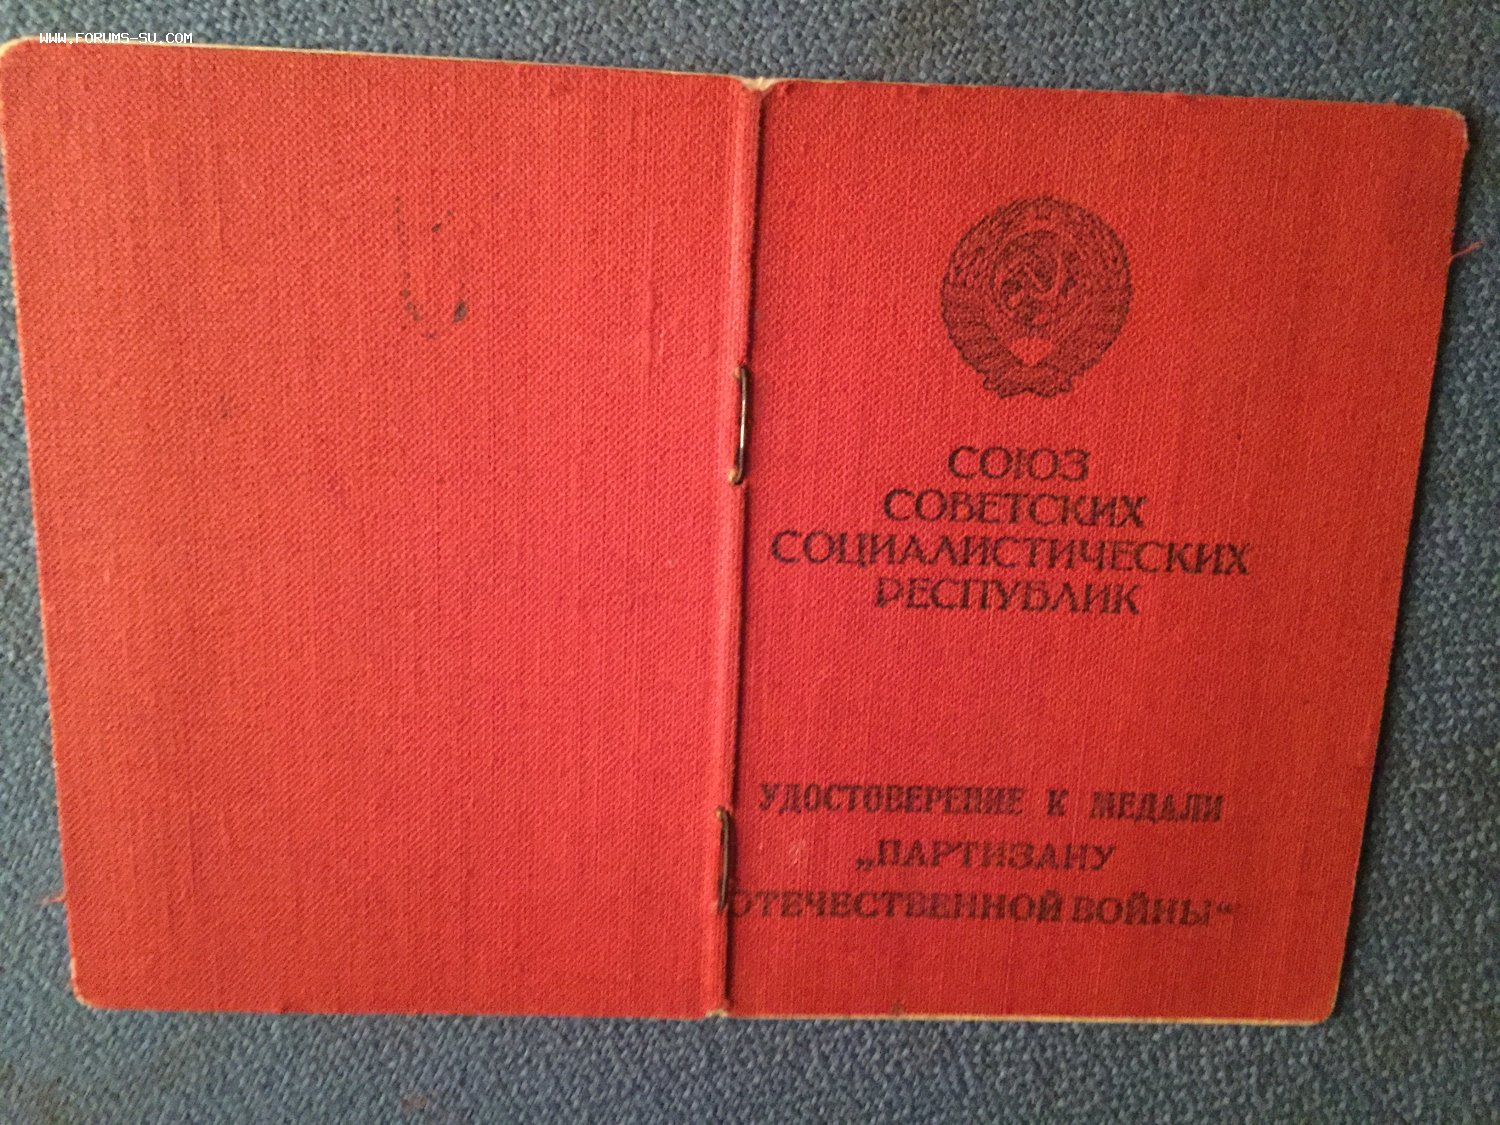 WWW.FORUMS-SU.COM
СОЮЗ
СОВЕТСКИХ
СОЦИАЛИСТИЧЕСКИХ
РЕСПУБЛИК
УДОСТОВЕРЕНИЕ К МЕДАЛИ
„ПАРТИЗАНУ
ОТЕЧЕСТВЕННОЙ ВОЙНЫ“